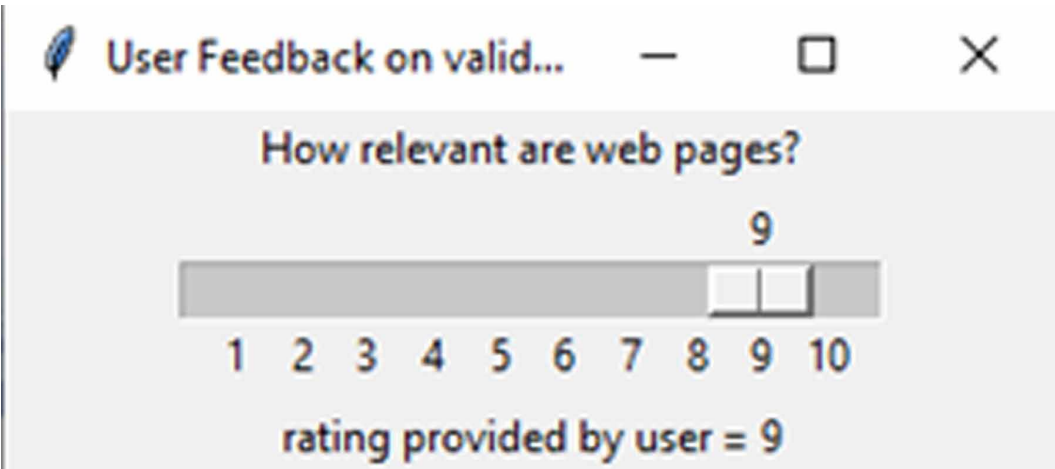 User Feedback on valid...
How relevant are web pages?
9
1 2 3 4 5 6 7 8 9 10
rating provided by user = 9